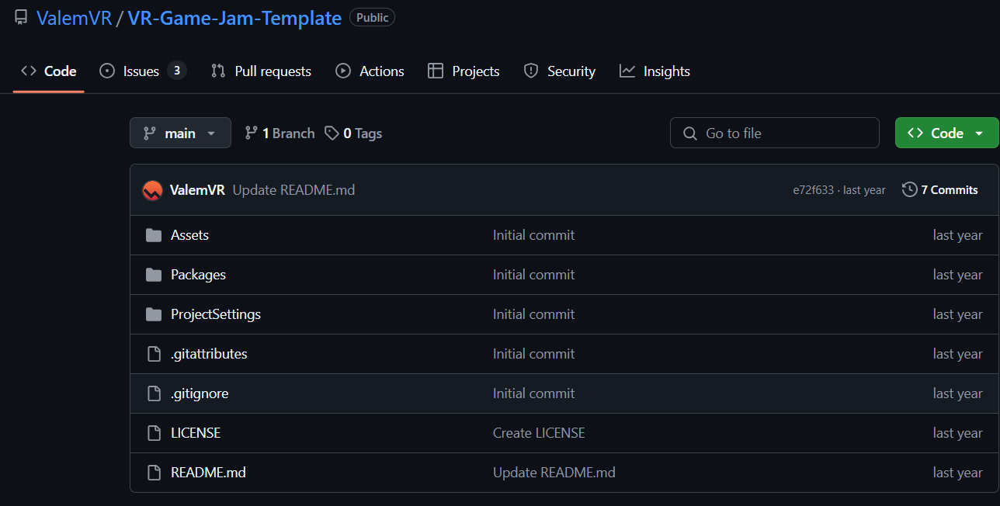 ValemVR / VR-Game-Jam-Template Public
Code Issues 3 Pull requests Actions Projects Security Insights
main 1 Branch 0 Tags Go to file Code
ValemVR Update README.md e72f633 · last year 7 Commits
Assets Initial commit last year
Packages Initial commit last year
ProjectSettings Initial commit last year
.gitattributes Initial commit last year
.gitignore Initial commit last year
LICENSE Create LICENSE last year
README.md Update README.md last year